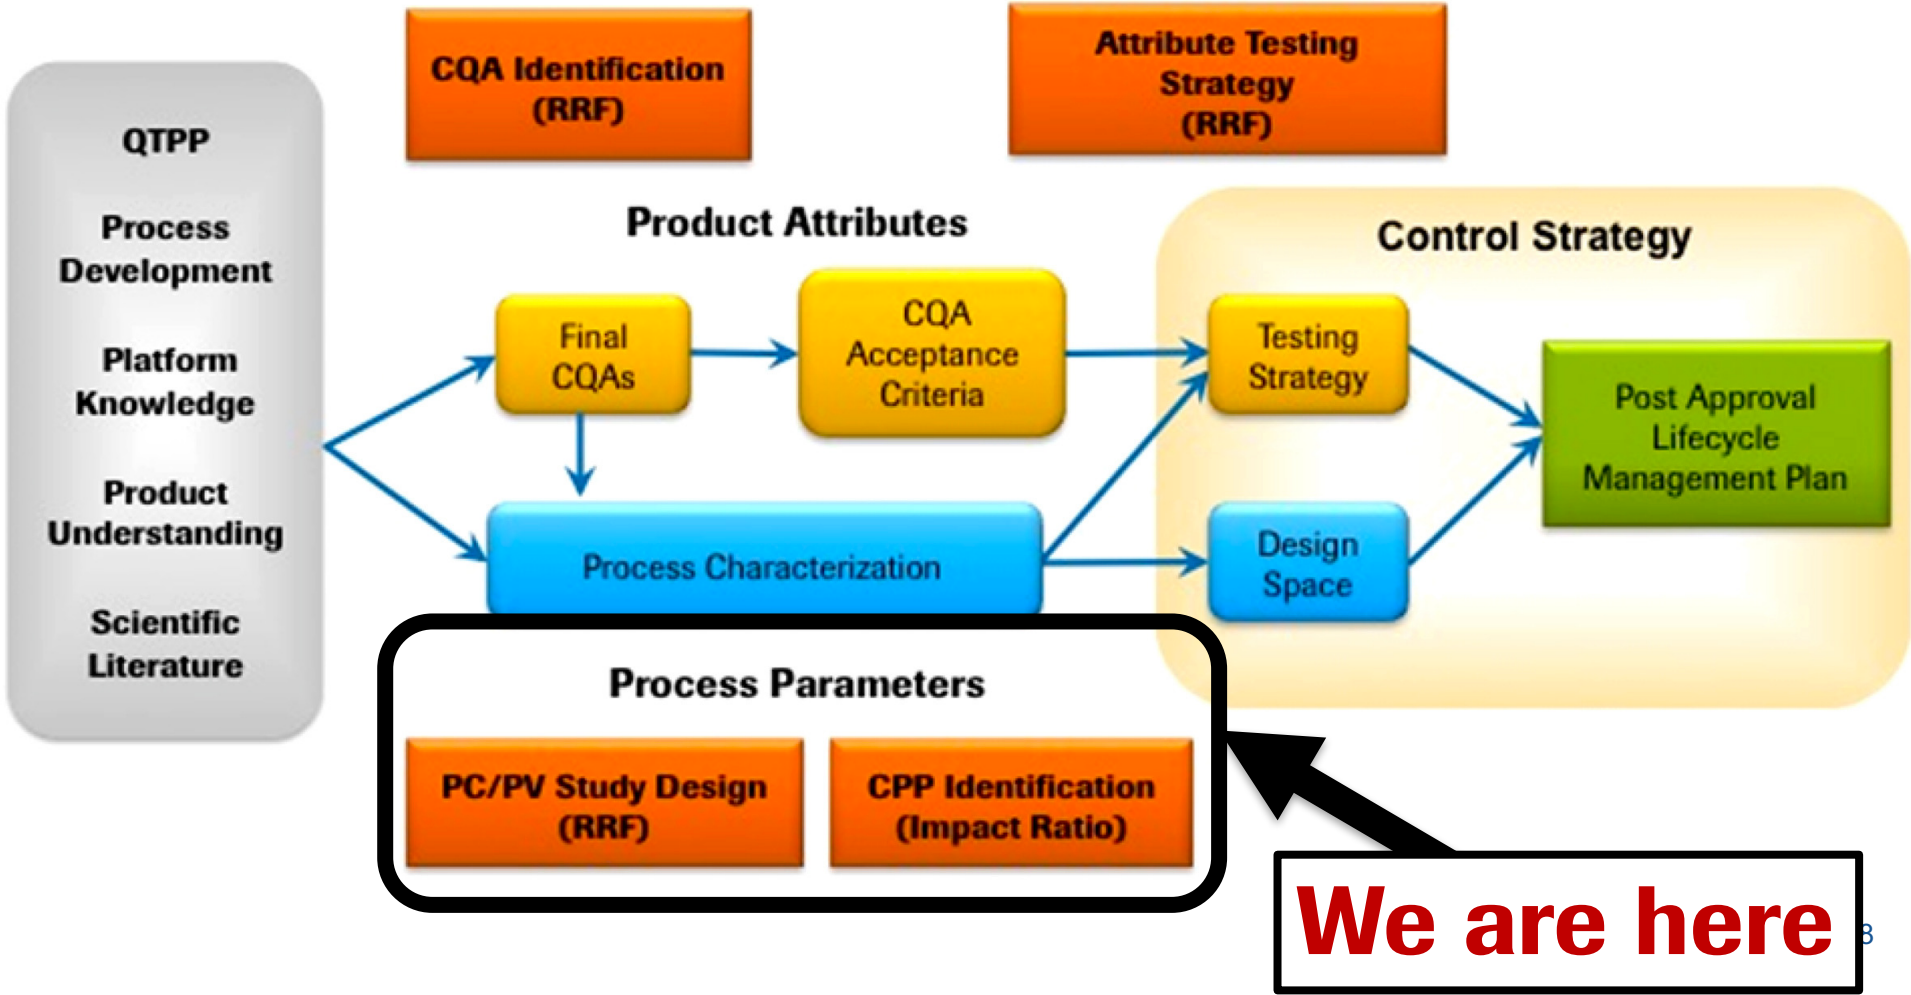 CQA Identification
(RRF)
Attribute Testing
Strategy
(RRF)
QTPP
Process
Development
Platform
Knowledge
Product
Understanding
Scientific
Literature
Product Attributes
Control Strategy
Final
CQAs
CQA
Acceptance
Criteria
Testing
Strategy
Post Approval
Lifecycle
Management Plan
Process Characterization
Design
Space
Process Parameters
PC/PV Study Design
(RRF)
CPP Identification
(Impact Ratio)
We are here